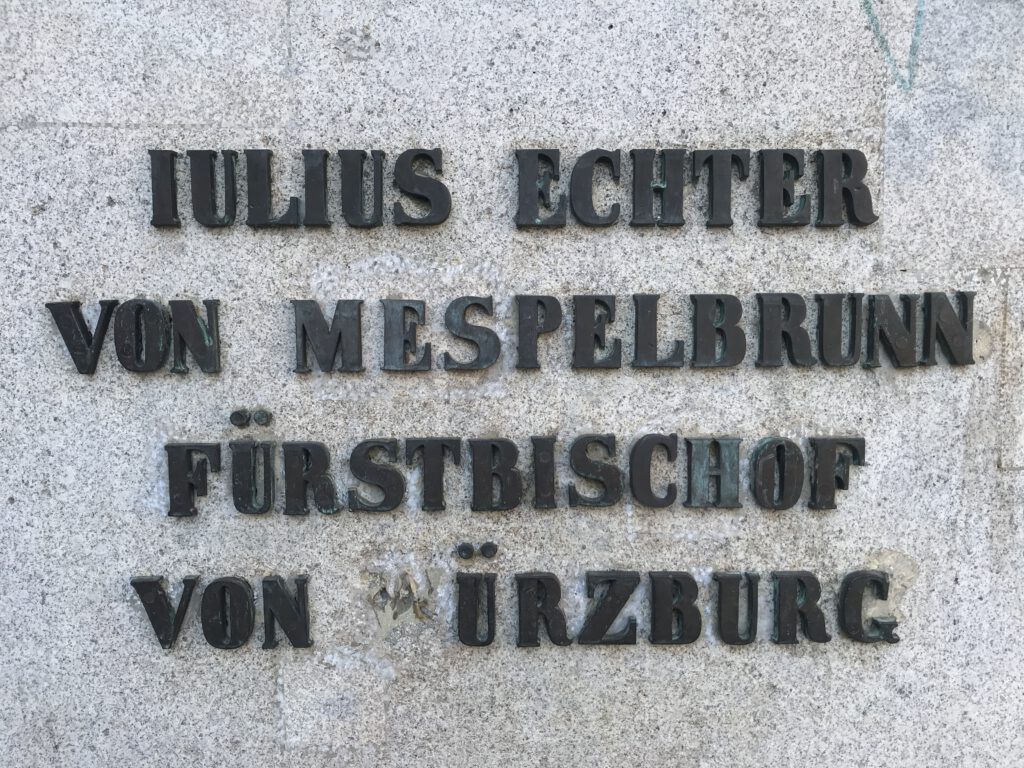 IULIUS ECHTER
VON MESPELBRUNN
FÜRSTBISCHOF
VON ÜRZBURG